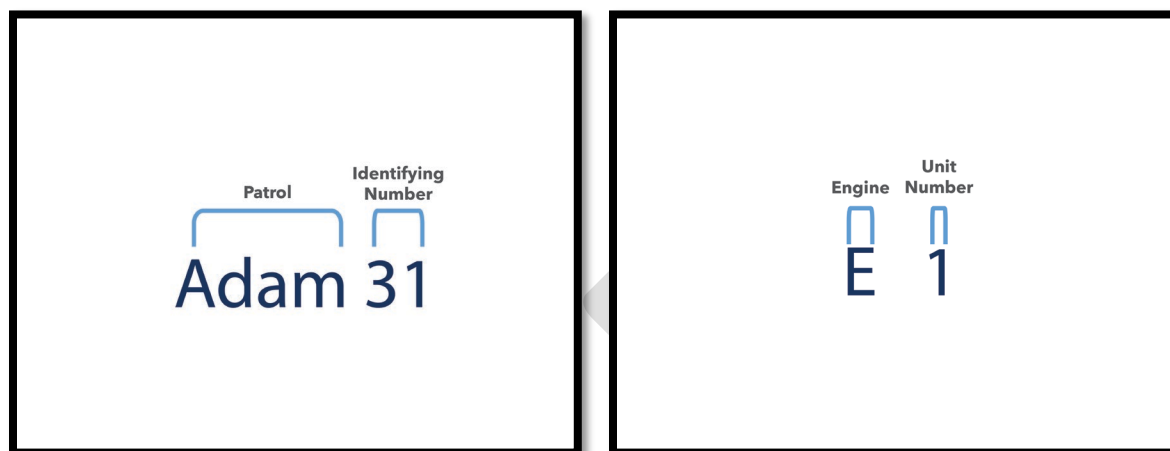 Patrol
Identifying
Number
Adam 31
Unit
Engine Number
E 1